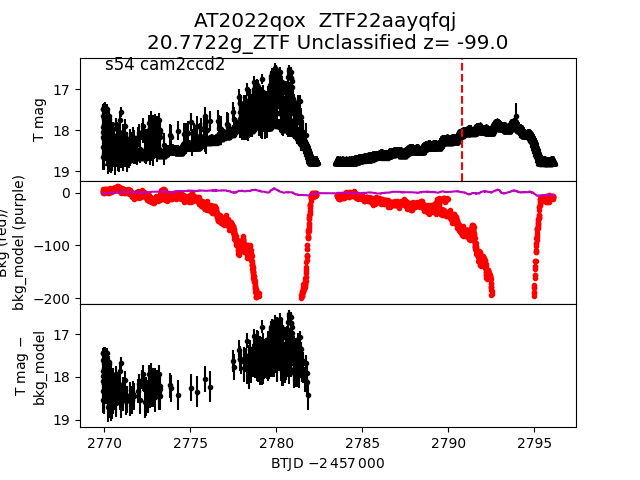 AT2022qox ZTF22aayqfqj
20.7722g_ZTF Unclassified z= -99.0
s54 cam2ccd2
T mag
17
18
19
Bkg (red)/
bkg_model (purple)
0
−100
−200
T mag −
bkg_model
17
18
19
2770 2775 2780 2785 2790 2795
BTJD −2 457 000